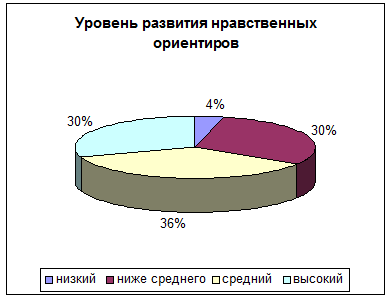 Уровень развития нравственных
ориентиров
4%
30%
30%
36%
низкий ниже среднего средний высокий